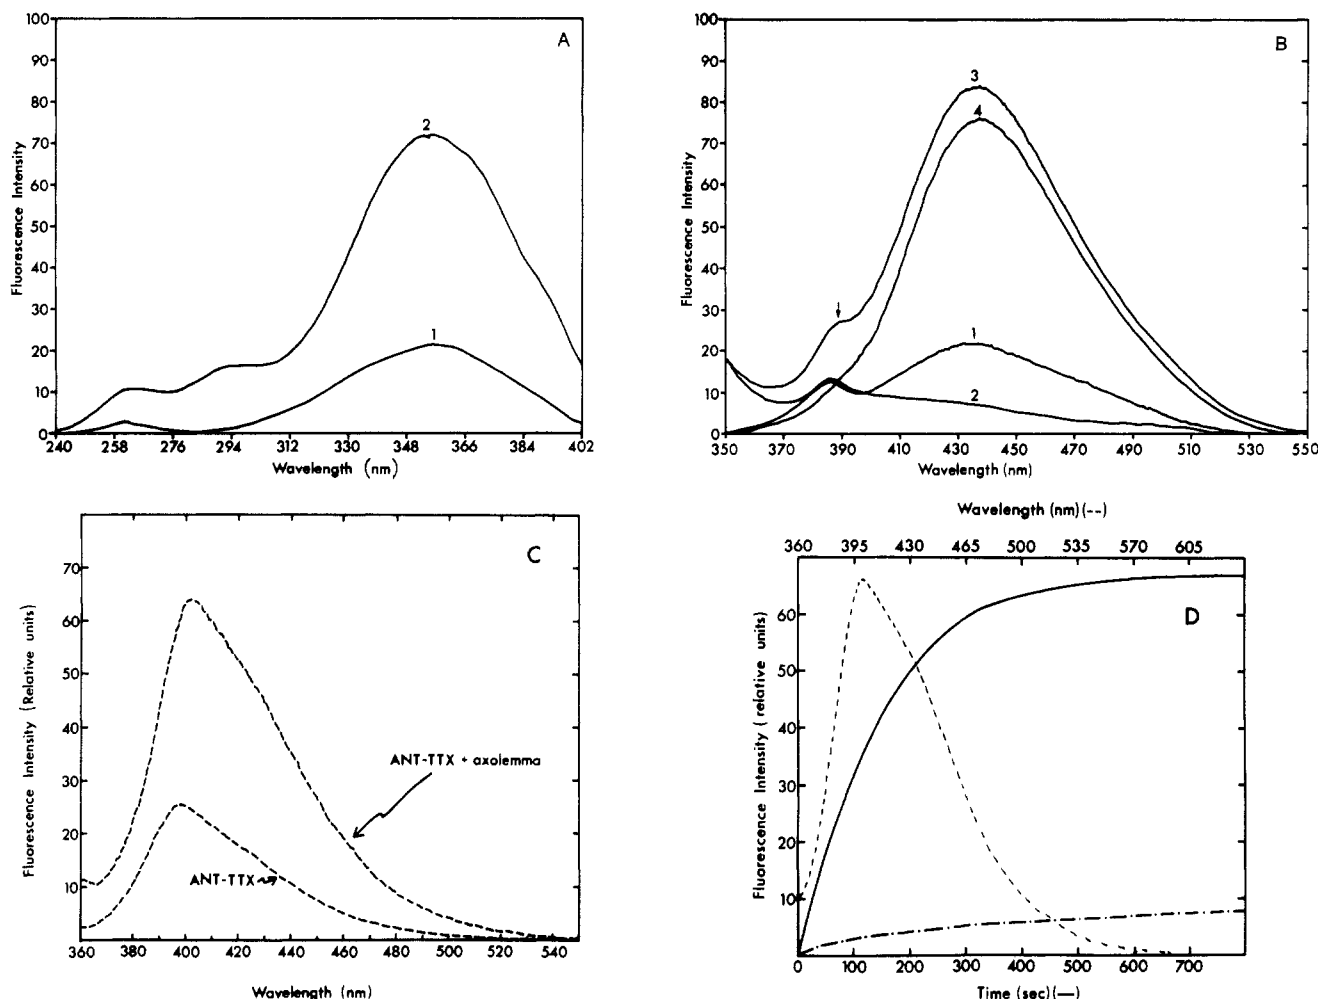 A
100
90
80
70
60
50
40
30
20
10
0
Fluorescence Intensity
2
1
240 258 276 294 312 330 348 366 384 402
Wavelength (nm)
B
100
90
80
70
60
50
40
30
20
10
0
Fluorescence Intensity
3
4
1
2
350 370 390 410 430 450 470 490 510 530 550
Wavelength (nm)
C
70
60
50
40
30
20
10
Fluorescence Intensity (Relative units)
ANT-TTX + axolemma
ANT-TTX
360 380 400 420 440 460 480 500 520 540
Wavelength (nm)
Wavelength (nm) (--)
360 395 430 465 500 535 570 605
D
60
50
40
30
20
10
Fluorescence Intensity (relative units)
0 100 200 300 400 500 600 700
Time (sec) (—)